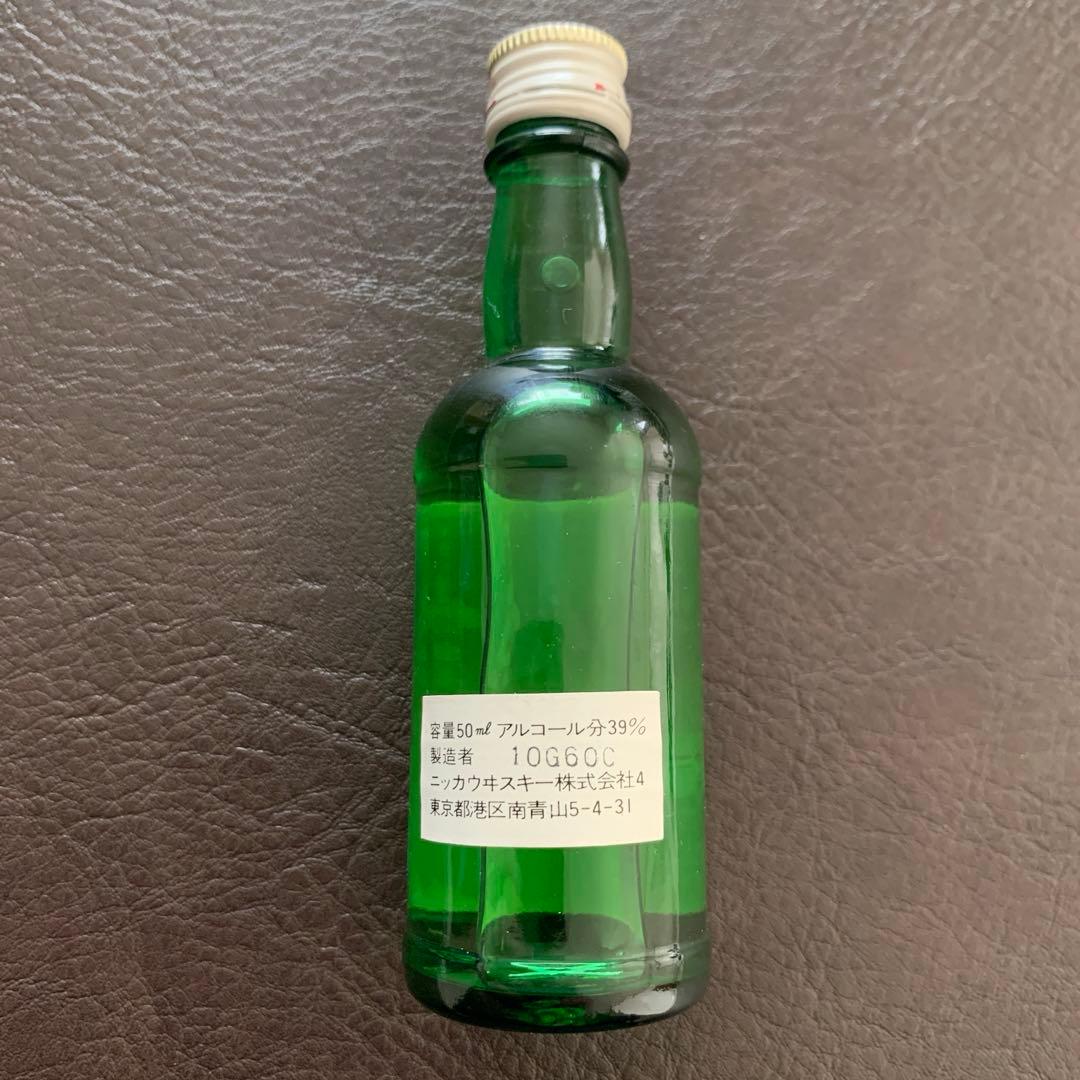 容量50ml アルコール分39%
製造者 10G60C
ニッカウヰスキー株式会社4
東京都港区南青山5-4-31